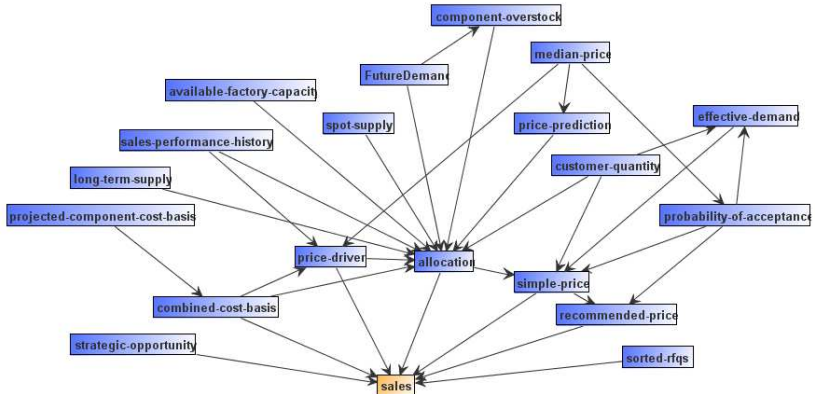 component-overstock
median-price
FutureDemand
available-factory-capacity
effective-demand
spot-supply
price-prediction
sales-performance-history
customer-quantity
long-term-supply
projected-component-cost-basis
probability-of-acceptance
price-driver
allocation
simple-price
combined-cost-basis
recommended-price
strategic-opportunity
sorted-rfqs
sales